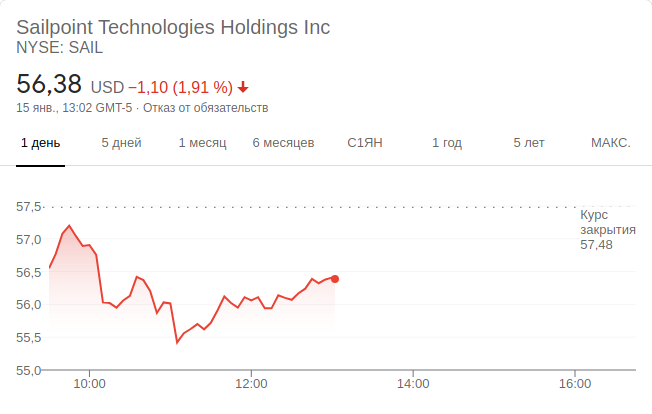 Sailpoint Technologies Holdings Inc
NYSE: SAIL
56,38 USD −1,10 (1,91 %)
15 янв., 13:02 GMT-5 · Отказ от обязательств
1 день 5 дней 1 месяц 6 месяцев С1ЯН 1 год 5 лет МАКС.
57,5
Курс
закрытия
57,48
57,0
56,5
56,0
55,5
55,0
10:00 12:00 14:00 16:00